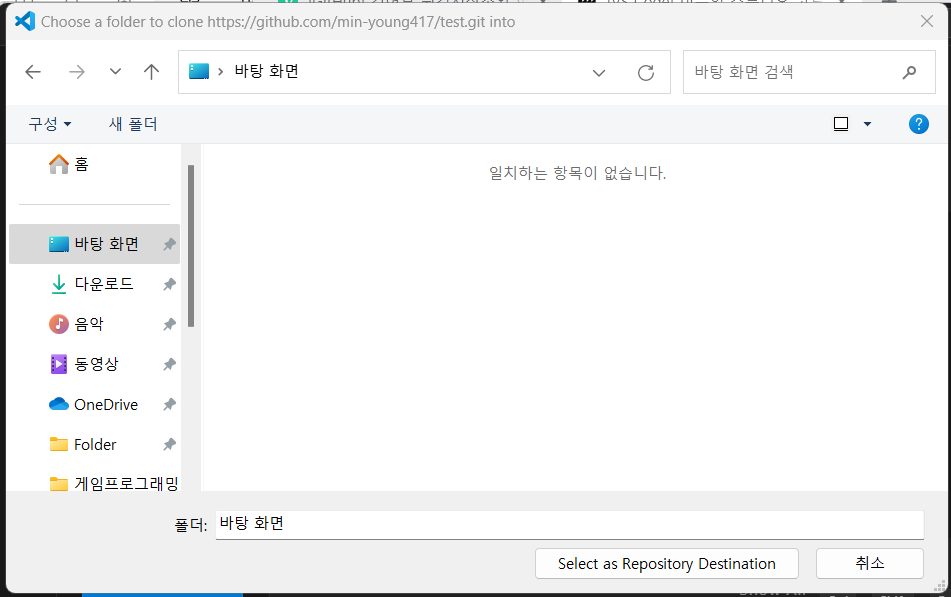 Choose a folder to clone https://github.com/min-young417/test.git into
바탕 화면
바탕 화면 검색
구성
새 폴더
홈
일치하는 항목이 없습니다.
바탕 화면
다운로드
음악
동영상
OneDrive
Folder
게임프로그래밍
폴더: 바탕 화면
Select as Repository Destination
취소